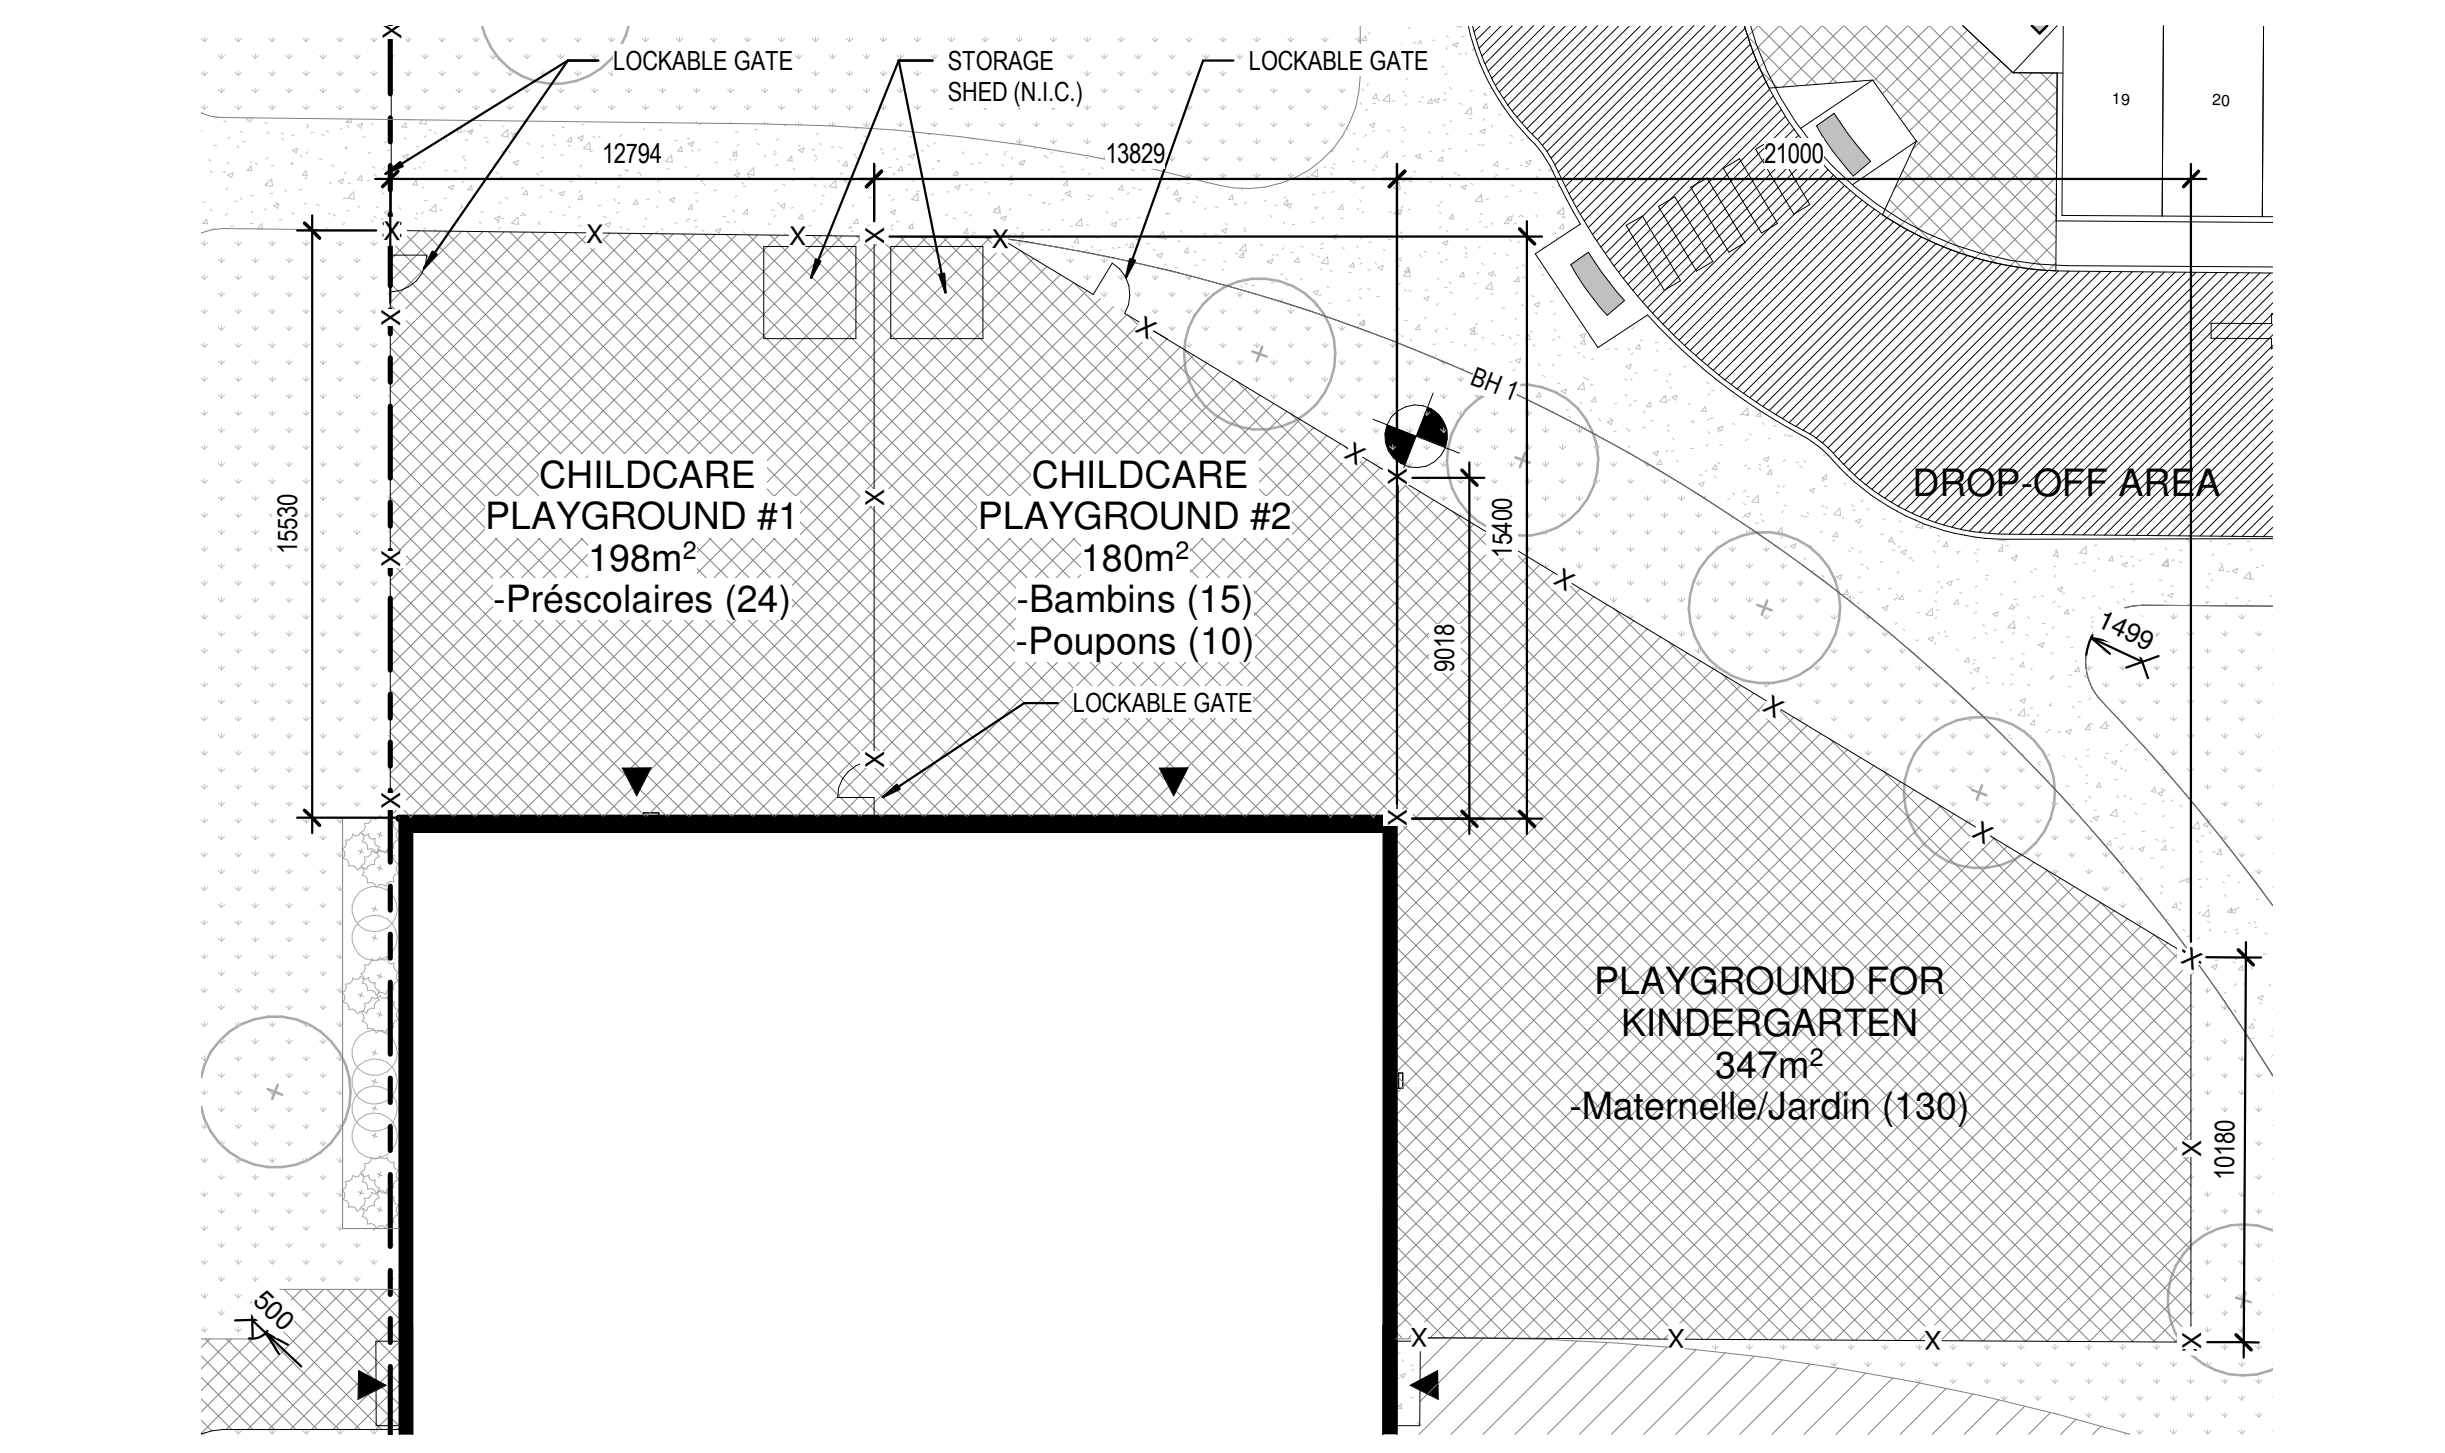 LOCKABLE GATE
STORAGE
SHED (N.I.C.)
LOCKABLE GATE
19
20
12794
13829
21000
BH 1
CHILDCARE
PLAYGROUND #1
198m²
-Préscolaires (24)
CHILDCARE
PLAYGROUND #2
180m²
-Bambins (15)
-Poupons (10)
DROP-OFF AREA
15530
15400
9018
1499
LOCKABLE GATE
PLAYGROUND FOR
KINDERGARTEN
347m²
-Maternelle/Jardin (130)
10180
500